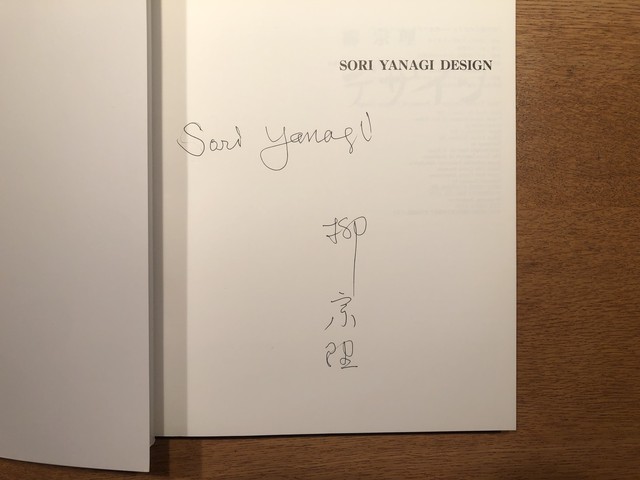 SORI YANAGI DESIGN
Sori Yanagi
柳
宗
理